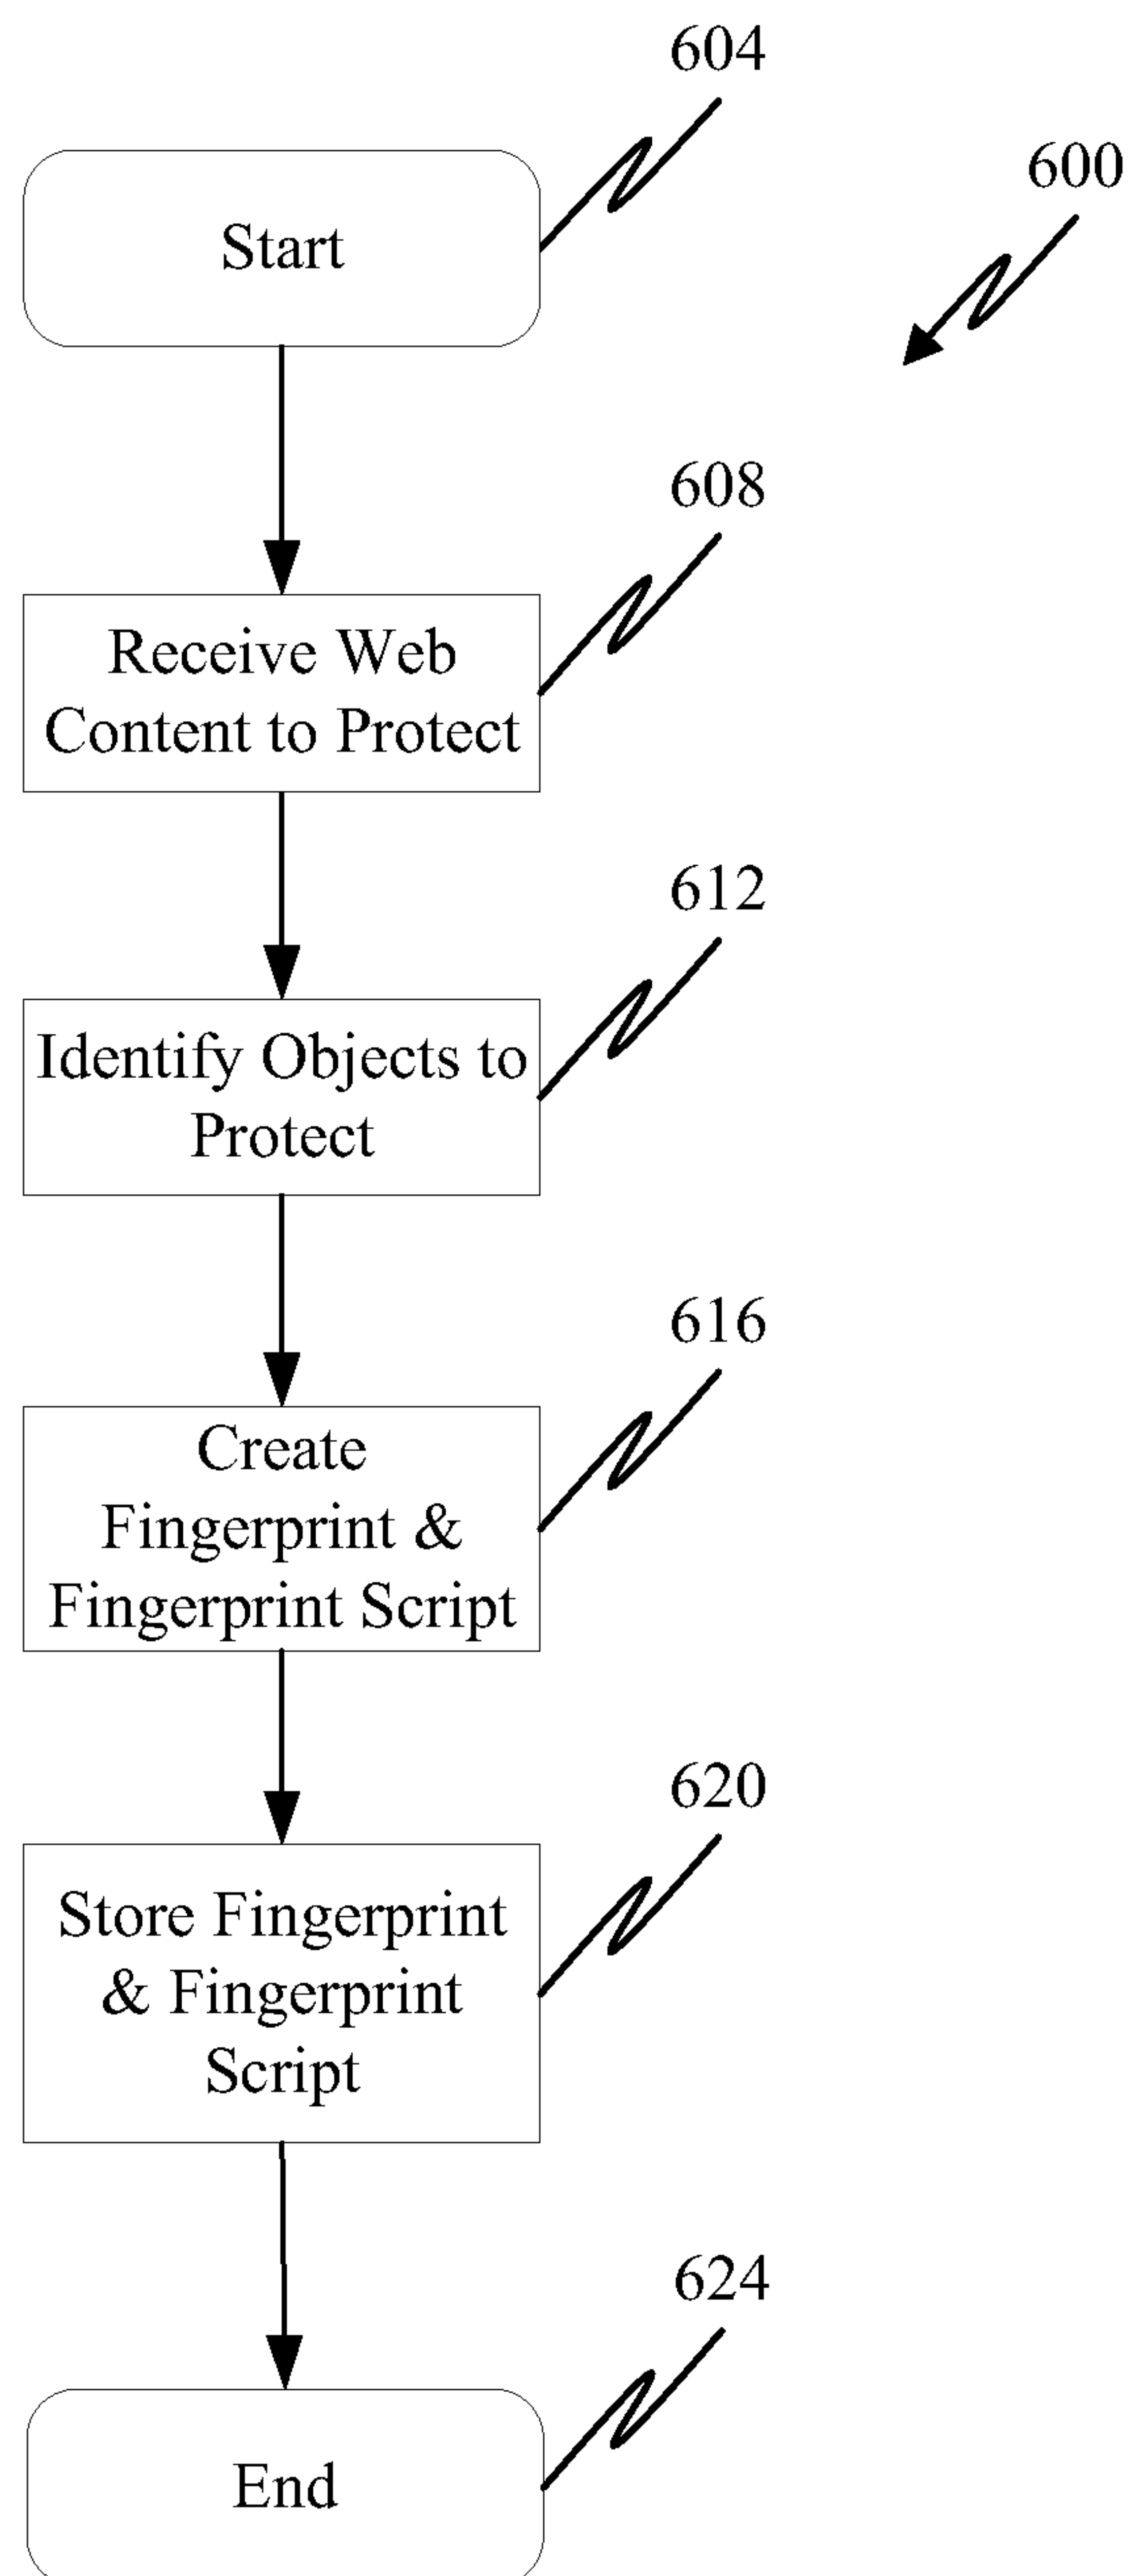 604
600
Start
608
Receive Web
Content to Protect
612
Identify Objects to
Protect
616
Create
Fingerprint &
Fingerprint Script
620
Store Fingerprint
& Fingerprint
Script
624
End